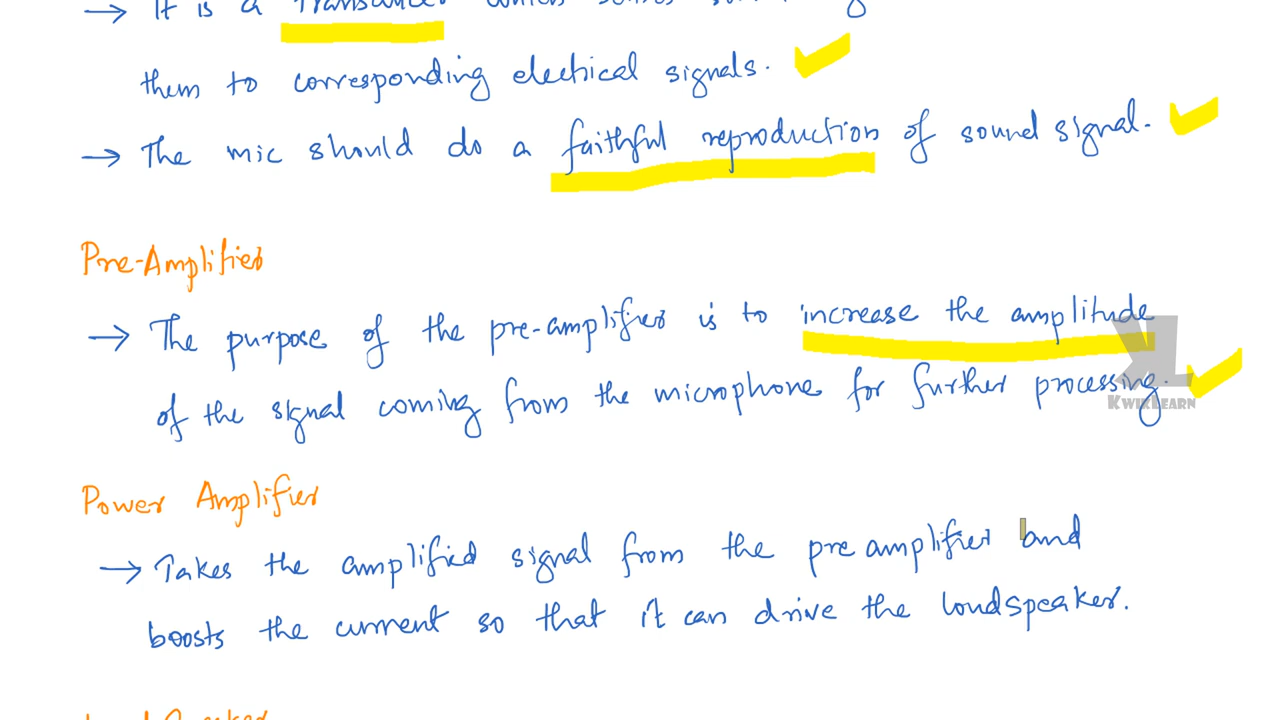 → It is a
them to corresponding electrical signals.
→ The mic should do a faithful reproduction of sound signal.
Pre-Amplified
→ The purpose of the pre-amplifier is to increase the amplitude
of the signal coming from the microphone for further processing.
KwixLearn
Power Amplifier
→ Takes the amplified signal from the pre amplifier and
boosts the current so that it can drive the loudspeaker.